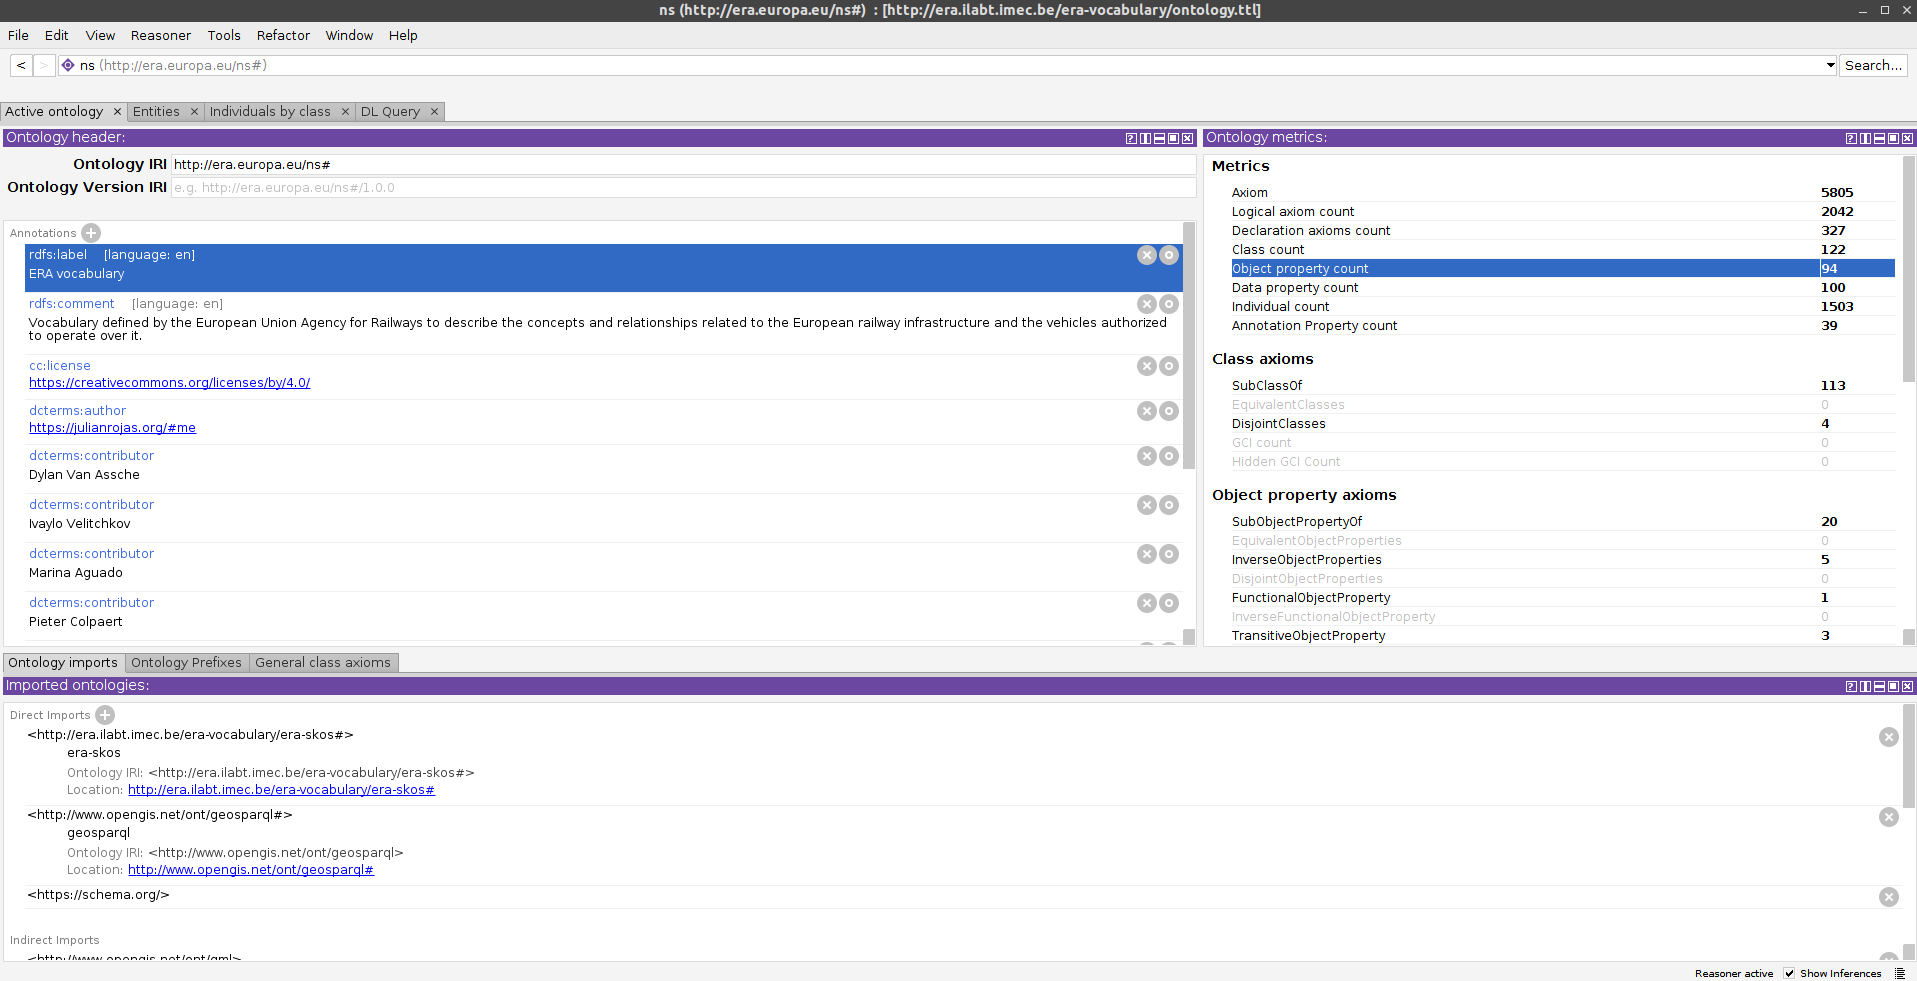 ns (http://era.europa.eu/ns#) : [http://era.ilabt.imec.be/era-vocabulary/ontology.ttl]
File Edit View Reasoner Tools Refactor Window Help
< > ns (http://era.europa.eu/ns#) Search...
Active ontology × Entities × Individuals by class × DL Query ×
Ontology header:
Ontology IRI http://era.europa.eu/ns#
Ontology Version IRI e.g. http://era.europa.eu/ns#/1.0.0
Annotations
rdfs:label [language: en]
ERA vocabulary
rdfs:comment [language: en]
Vocabulary defined by the European Union Agency for Railways to describe the concepts and relationships related to the European railway infrastructure and the vehicles authorized
to operate over it.
cc:license
https://creativecommons.org/licenses/by/4.0/
dcterms:author
https://julianrojas.org/#me
dcterms:contributor
Dylan Van Assche
dcterms:contributor
Ivaylo Velitchkov
dcterms:contributor
Marina Aguado
dcterms:contributor
Pieter Colpaert
Ontology metrics:
Metrics
Axiom 5805
Logical axiom count 2042
Declaration axioms count 327
Class count 122
Object property count 94
Data property count 100
Individual count 1503
Annotation Property count 39
Class axioms
SubClassOf 113
EquivalentClasses 0
DisjointClasses 4
GCI count 0
Hidden GCI Count 0
Object property axioms
SubObjectPropertyOf 20
EquivalentObjectProperties 0
InverseObjectProperties 5
DisjointObjectProperties 0
FunctionalObjectProperty 1
InverseFunctionalObjectProperty 0
TransitiveObjectProperty 3
Ontology imports Ontology Prefixes General class axioms
Imported ontologies:
Direct Imports
<http://era.ilabt.imec.be/era-vocabulary/era-skos#>
era-skos
Ontology IRI: <http://era.ilabt.imec.be/era-vocabulary/era-skos#>
Location: http://era.ilabt.imec.be/era-vocabulary/era-skos#
<http://www.opengis.net/ont/geosparql#>
geosparql
Ontology IRI: <http://www.opengis.net/ont/geosparql>
Location: http://www.opengis.net/ont/geosparql#
<https://schema.org/>
Indirect Imports
<http://www.opengis.net/ont/gml>
Reasoner active Show Inferences